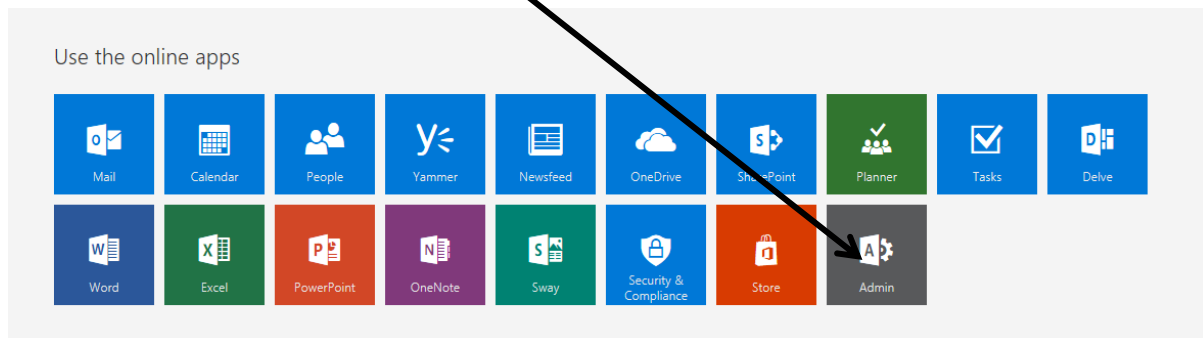 Use the online apps
Mail Calendar People Yammer Newsfeed OneDrive SharePoint Planner Tasks Delve
Word Excel PowerPoint OneNote Sway Security & Compliance Store Admin